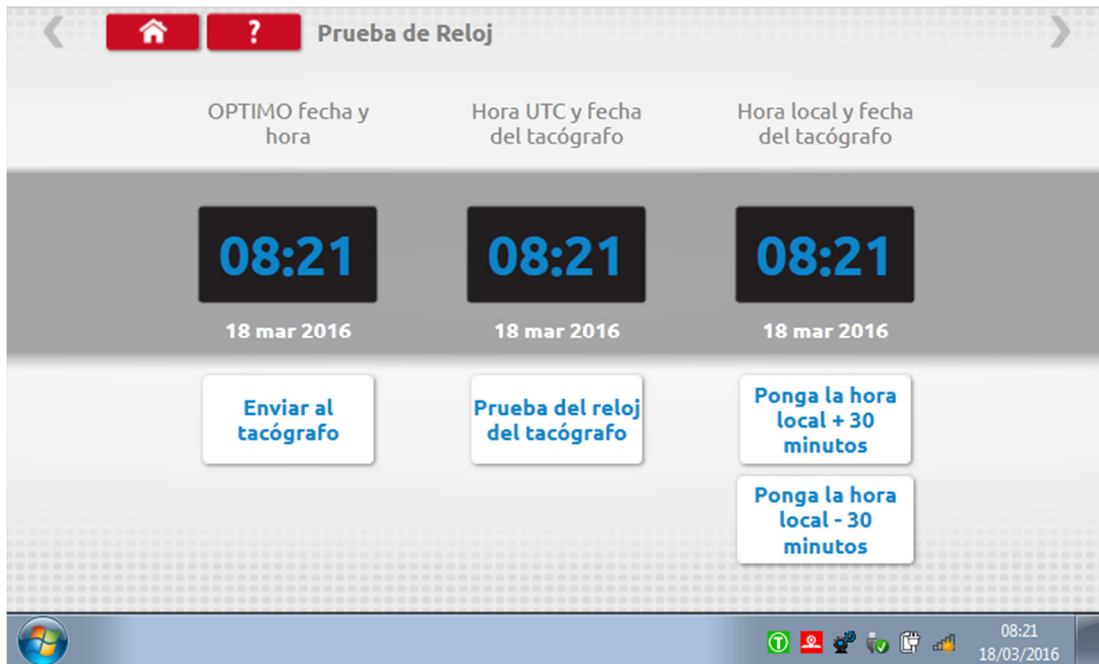 ? Prueba de Reloj
OPTIMO fecha y
hora
Hora UTC y fecha
del tacógrafo
Hora local y fecha
del tacógrafo
08:21
08:21
08:21
18 mar 2016
18 mar 2016
18 mar 2016
Enviar al
tacógrafo
Prueba del reloj
del tacógrafo
Ponga la hora
local + 30
minutos
Ponga la hora
local - 30
minutos
T
08:21
18/03/2016